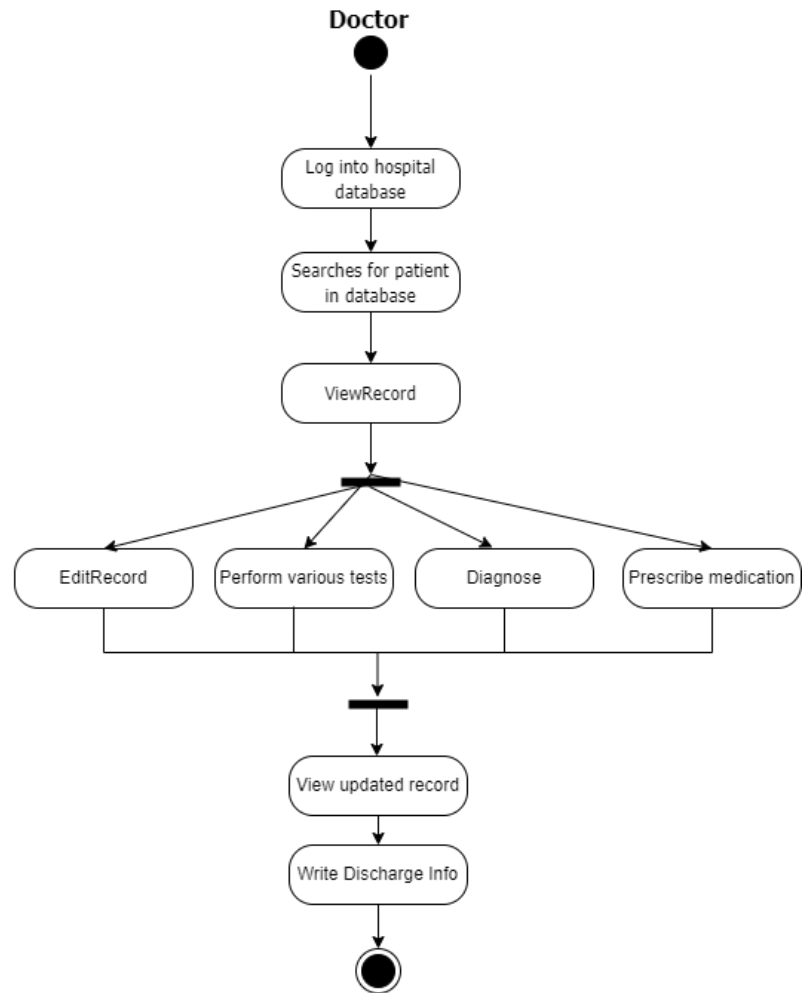 Doctor
Log into hospital
database
Searches for patient
in database
ViewRecord
EditRecord
Perform various tests
Diagnose
Prescribe medication
View updated record
Write Discharge Info